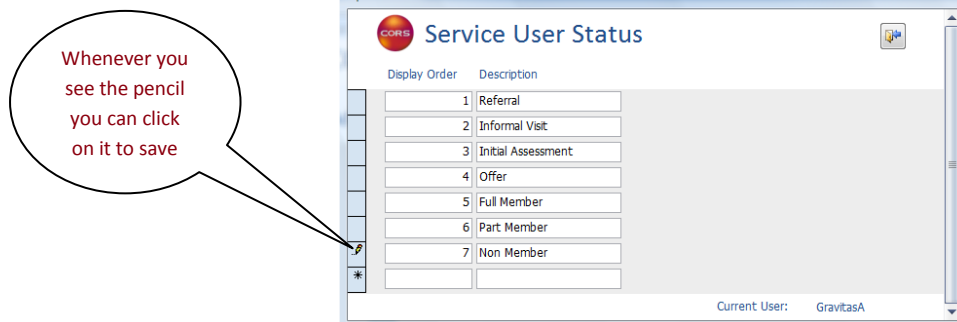 Whenever you
see the pencil
you can click
on it to save
CORS
Service User Status
Display Order Description
1 Referral
2 Informal Visit
3 Initial Assessment
4 Offer
5 Full Member
6 Part Member
7 Non Member
*
Current User: GravitasA